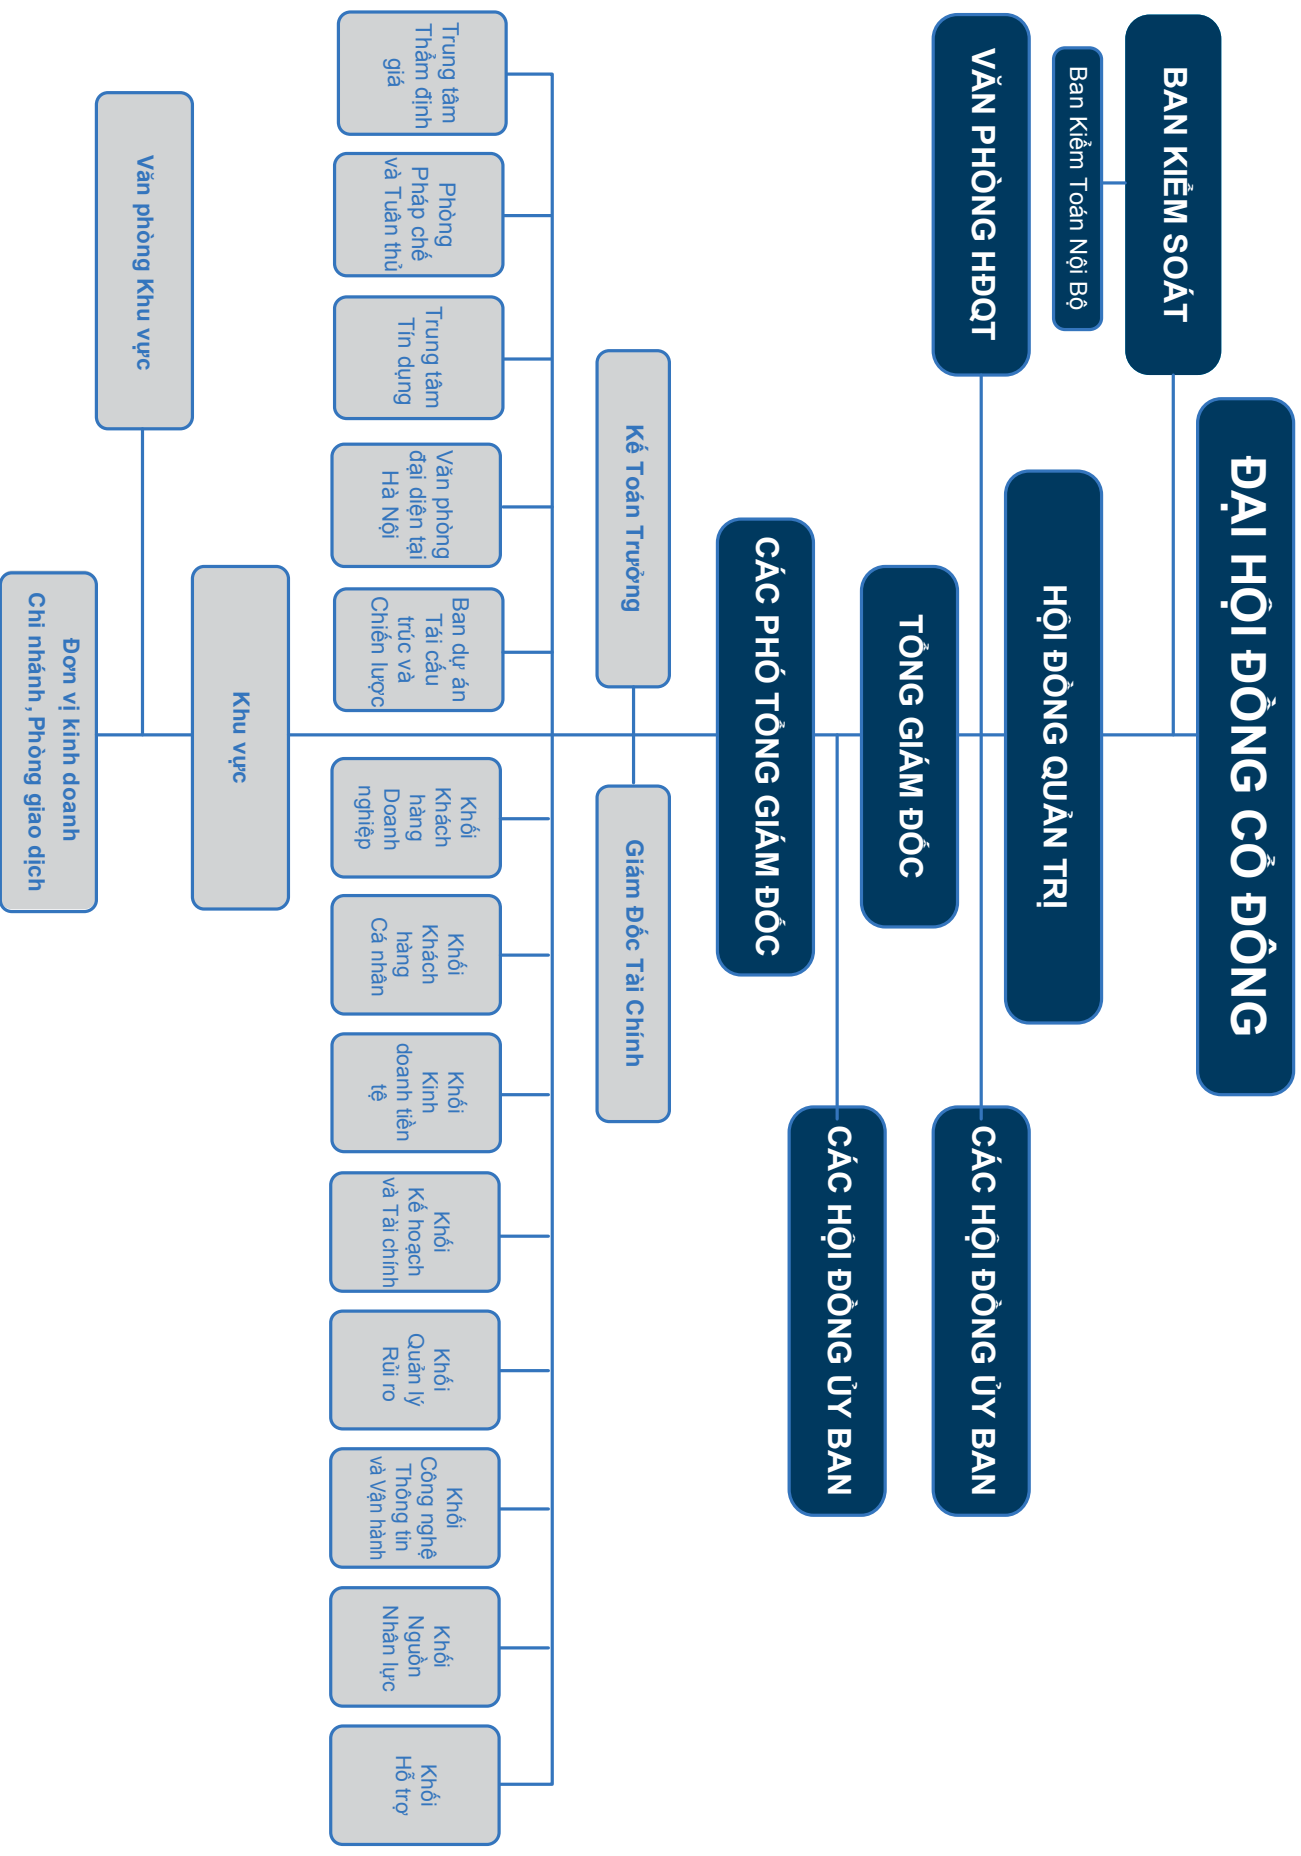 ĐẠI HỘI ĐỒNG CỔ ĐÔNG
BAN KIỂM SOÁT
Ban Kiểm Toán Nội Bộ
HỘI ĐỒNG QUẢN TRỊ
VĂN PHÒNG HĐQT
CÁC HỘI ĐỒNG ỦY BAN
TỔNG GIÁM ĐỐC
CÁC HỘI ĐỒNG ỦY BAN
CÁC PHÓ TỔNG GIÁM ĐỐC
Kế Toán Trưởng
Giám Đốc Tài Chính
Trung tâm
Thẩm định
giá
Phòng
Pháp chế
và Tuân thủ
Trung tâm
Tín dụng
Văn phòng
đại diện tại
Hà Nội
Ban dự án
Tái cấu
trúc và
Chiến lược
Khối
Khách
hàng
Doanh
nghiệp
Khối
Khách
hàng
Cá nhân
Khối
Kinh
doanh tiền
tệ
Khối
Kế hoạch
và Tài chính
Khối
Quản lý
Rủi ro
Khối
Công nghệ
Thông tin
và Vận hành
Khối
Nguồn
Nhân lực
Khối
Hỗ trợ
Khu vực
Văn phòng Khu vực
Đơn vị kinh doanh
Chi nhánh, Phòng giao dịch